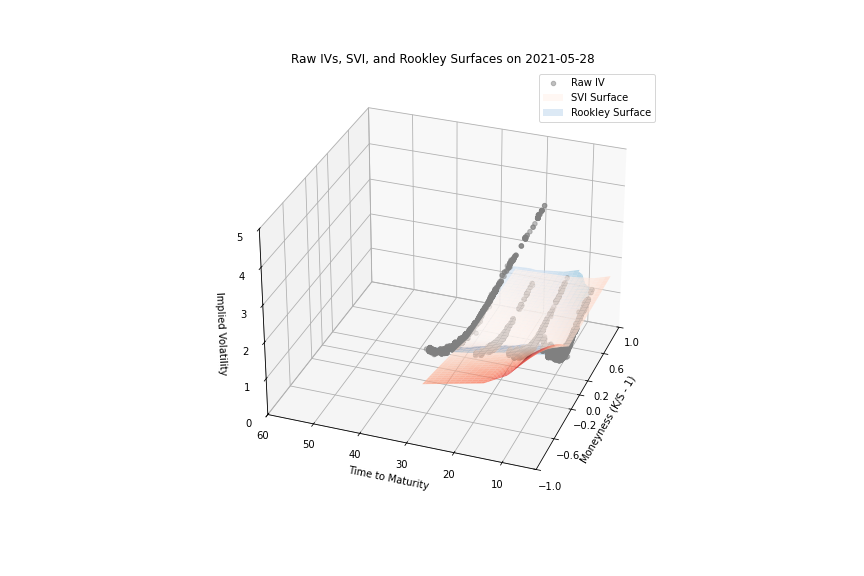 Raw IVs, SVI, and Rookley Surfaces on 2021-05-28
Raw IV
SVI Surface
Rookley Surface
5
4
3
2
1
0
Implied Volatility
60
50
40
30
20
10
Time to Maturity
1.0
0.6
0.2
0.0
−0.2
−0.6
−1.0
Moneyness (K/S - 1)